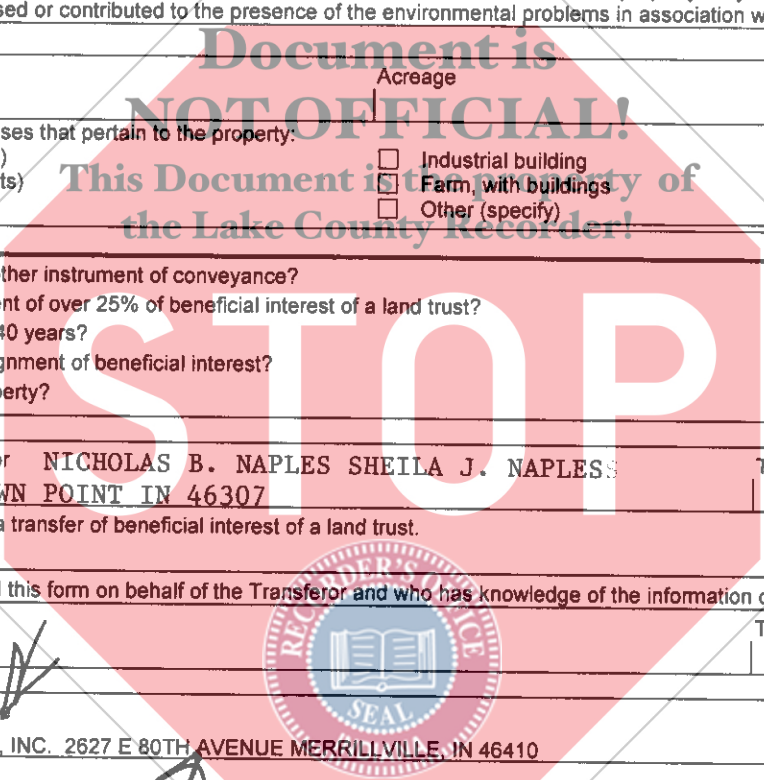 sed or contributed to the presence of the environmental problems in association w
Document is
Acreage
NOT OFFICIAL!
ses that pertain to the property:
) ☐ Industrial building
This Document is the property of
ts) ☐ Farm, with buildings
☐ Other (specify)
the Lake County Recorder!
ther instrument of conveyance?
nt of over 25% of beneficial interest of a land trust?
40 years?
gnment of beneficial interest?
erty?
STOP
or NICHOLAS B. NAPLES SHEILA J. NAPLESS
WN POINT IN 46307
a transfer of beneficial interest of a land trust.
this form on behalf of the Transferor and who has knowledge of the information
T
RECORDER'S OFFICE
SEAL
, INC. 2627 E 80TH AVENUE MERRILLVILLE, IN 46410